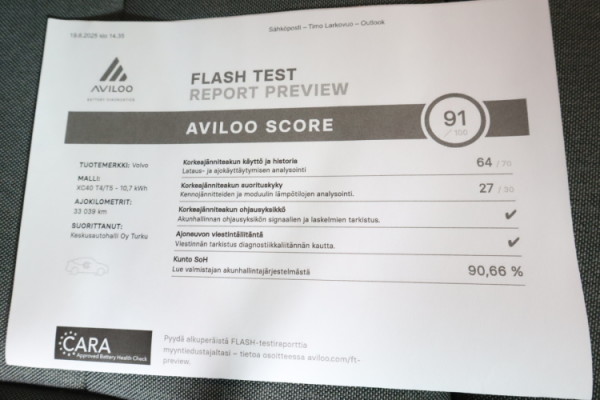 19.6.2025 klo 14.35
Sähköposti – Timo Larkovuo – Outlook
AVILOO
BATTERY DIAGNOSTICS
FLASH TEST
REPORT PREVIEW
AVILOO SCORE
91
/ 100
TUOTEMERKKI: Volvo
MALLI:
XC40 T4/T5 - 10,7 kWh
AJOKILOMETRIT:
33 039 km
SUORITTANUT:
Keskusautohalli Oy Turku
Korkeajänniteakun käyttö ja historia
Lataus- ja ajokäyttäytymisen analysointi
64 / 70
Korkeajänniteakun suorituskyky
Kennojännitteiden ja moduulin lämpötilojen analysointi.
27 / 30
Korkeajänniteakun ohjausyksikkö
Akunhallinnan ohjausyksikön signaalien ja laskelmien tarkistus.
✔
Ajoneuvon viestintäliitäntä
Viestinnän tarkistus diagnostiikkaliitännän kautta.
✔
Kunto SoH
Lue valmistajan akunhallintajärjestelmästä
90,66 %
CARA
Approved Battery Health Check
Pyydä alkuperäistä FLASH-testiraporttia
myyntiedustajaltasi – tietoa osoitteessa aviloo.com/ft-
preview.